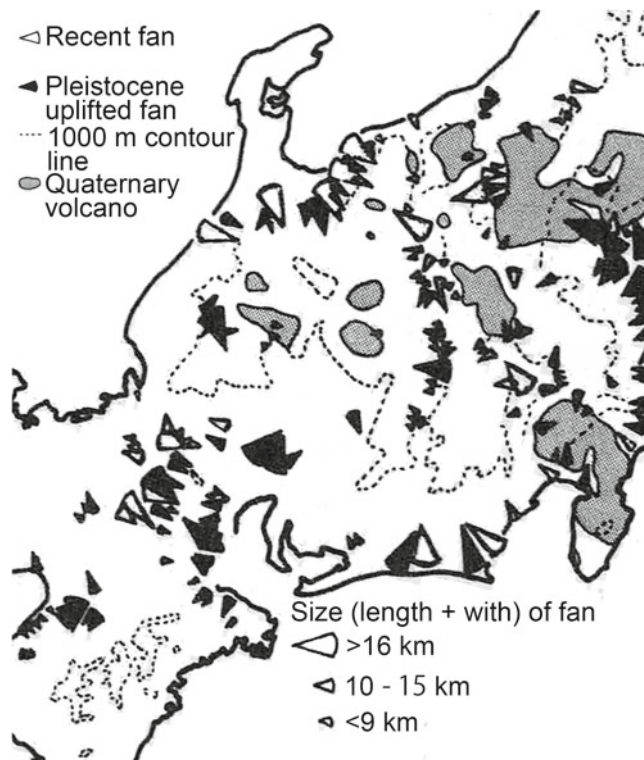 Recent fan
Pleistocene
uplifted fan
1000 m contour
line
Quaternary
volcano
Size (length + with) of fan
>16 km
10 - 15 km
<9 km